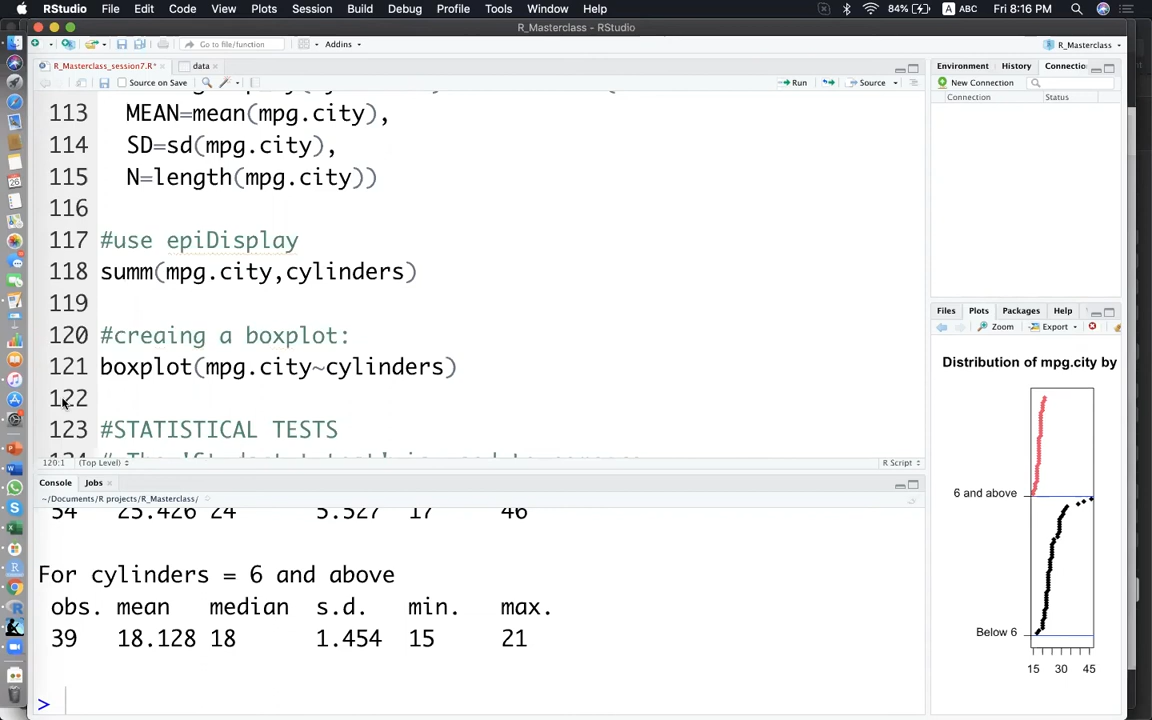 RStudio File Edit Code View Plots Session Build Debug Profile Tools Window Help 84% ABC Fri 8:16 PM
R_Masterclass - RStudio
Go to file/function Addins R_Masterclass
R_Masterclass_session7.R* data
Source on Save Run Source
113 MEAN=mean(mpg.city),
114 SD=sd(mpg.city),
115 N=length(mpg.city))
116
117 #use epiDisplay
118 summ(mpg.city,cylinders)
119
120 #creaing a boxplot:
121 boxplot(mpg.city~cylinders)
122
123 #STATISTICAL TESTS
120:1 (Top Level) R Script
Console Jobs
~/Documents/R projects/R_Masterclass/
54 25.426 24 5.527 17 46
For cylinders = 6 and above
obs. mean median s.d. min. max.
39 18.128 18 1.454 15 21
>
Environment History Connectio
New Connection
Connection Status
Files Plots Packages Help
Zoom Export
Distribution of mpg.city by
6 and above
Below 6
15 30 45